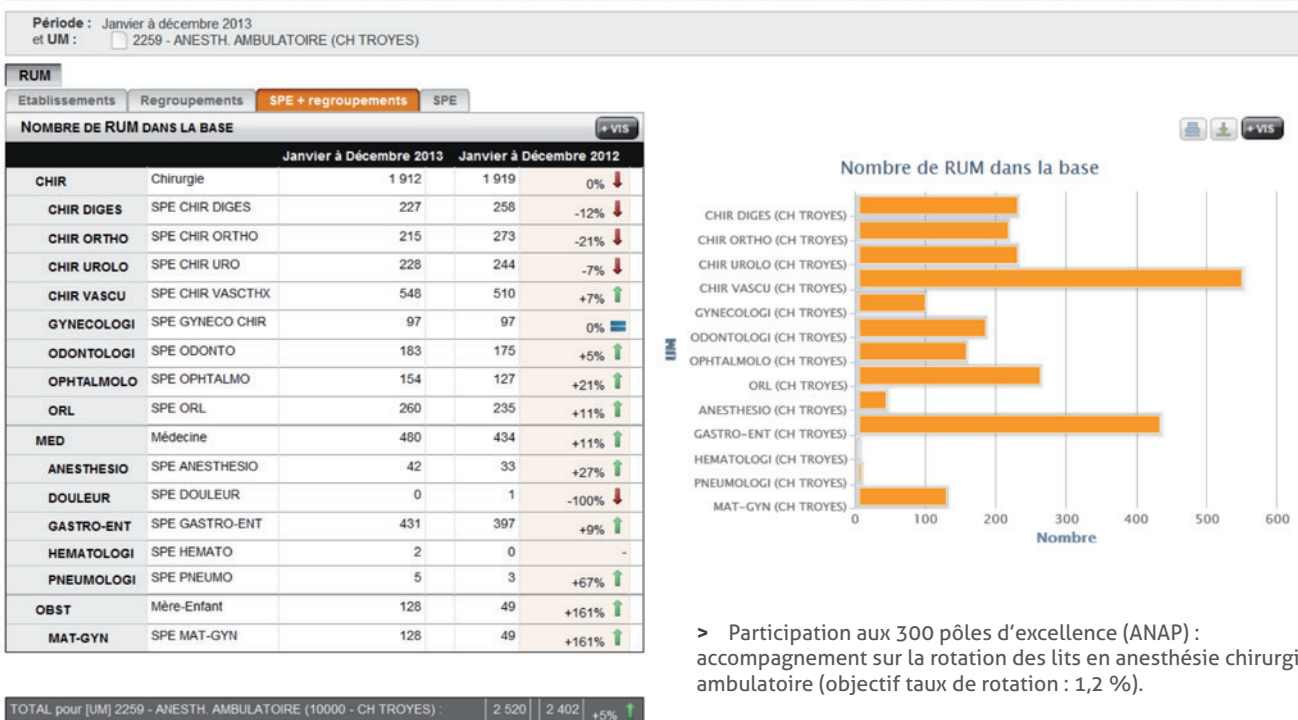 Période : Janvier à décembre 2013
et UM : 2259 - ANESTH. AMBULATOIRE (CH TROYES)
RUM
Etablissements Regroupements SPE + regroupements SPE
NOMBRE DE RUM DANS LA BASE + VIS
Janvier à Décembre 2013 Janvier à Décembre 2012
CHIR Chirurgie 1 912 1 919 0%
CHIR DIGES SPE CHIR DIGES 227 258 -12%
CHIR ORTHO SPE CHIR ORTHO 215 273 -21%
CHIR UROLO SPE CHIR URO 228 244 -7%
CHIR VASCU SPE CHIR VASCTHX 548 510 +7%
GYNECOLOGI SPE GYNECO CHIR 97 97 0%
ODONTOLOGI SPE ODONTO 183 175 +5%
OPHTALMOLO SPE OPHTALMO 154 127 +21%
ORL SPE ORL 260 235 +11%
MED Médecine 480 434 +11%
ANESTHESIO SPE ANESTHESIO 42 33 +27%
DOULEUR SPE DOULEUR 0 1 -100%
GASTRO-ENT SPE GASTRO-ENT 431 397 +9%
HEMATOLOGI SPE HEMATO 2 0 -
PNEUMOLOGI SPE PNEUMO 5 3 +67%
OBST Mère-Enfant 128 49 +161%
MAT-GYN SPE MAT-GYN 128 49 +161%
TOTAL pour [UM] 2259 - ANESTH. AMBULATOIRE (10000 - CH TROYES) : 2 520 2 402 +5%
+ VIS
Nombre de RUM dans la base
UM
CHIR DIGES (CH TROYES)
CHIR ORTHO (CH TROYES)
CHIR UROLO (CH TROYES)
CHIR VASCU (CH TROYES)
GYNECOLOGI (CH TROYES)
ODONTOLOGI (CH TROYES)
OPHTALMOLO (CH TROYES)
ORL (CH TROYES)
ANESTHESIO (CH TROYES)
GASTRO-ENT (CH TROYES)
HEMATOLOGI (CH TROYES)
PNEUMOLOGI (CH TROYES)
MAT-GYN (CH TROYES)
0 100 200 300 400 500 600
Nombre
> Participation aux 300 pôles d'excellence (ANAP) :
accompagnement sur la rotation des lits en anesthésie chirurgi
ambulatoire (objectif taux de rotation : 1,2 %).